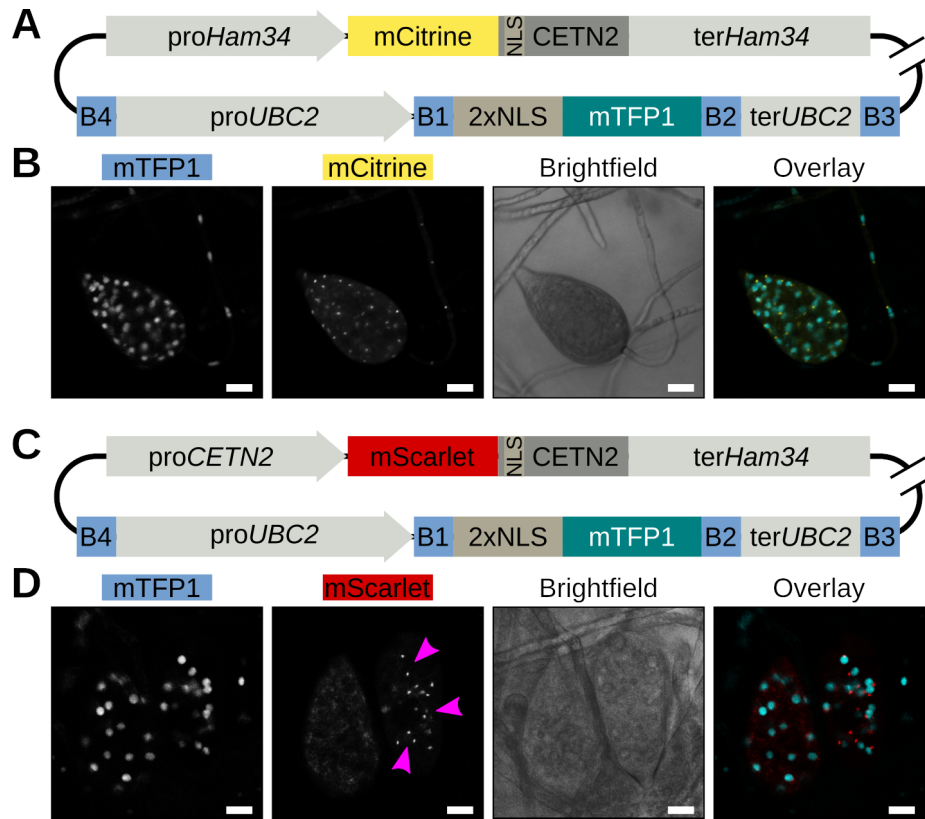 A
proHam34 mCitrine NLS CETN2 terHam34
B4 proUBC2 B1 2xNLS mTFP1 B2 terUBC2 B3
B
mTFP1 mCitrine Brightfield Overlay
C
proCETN2 mScarlet NLS CETN2 terHam34
B4 proUBC2 B1 2xNLS mTFP1 B2 terUBC2 B3
D
mTFP1 mScarlet Brightfield Overlay